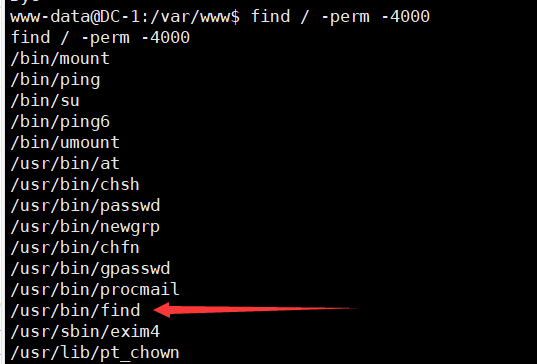 www-data@DC-1:/var/www$ find / -perm -4000
find / -perm -4000
/bin/mount
/bin/ping
/bin/su
/bin/ping6
/bin/umount
/usr/bin/at
/usr/bin/chsh
/usr/bin/passwd
/usr/bin/newgrp
/usr/bin/chfn
/usr/bin/gpasswd
/usr/bin/procmail
/usr/bin/find
/usr/sbin/exim4
/usr/lib/pt_chown